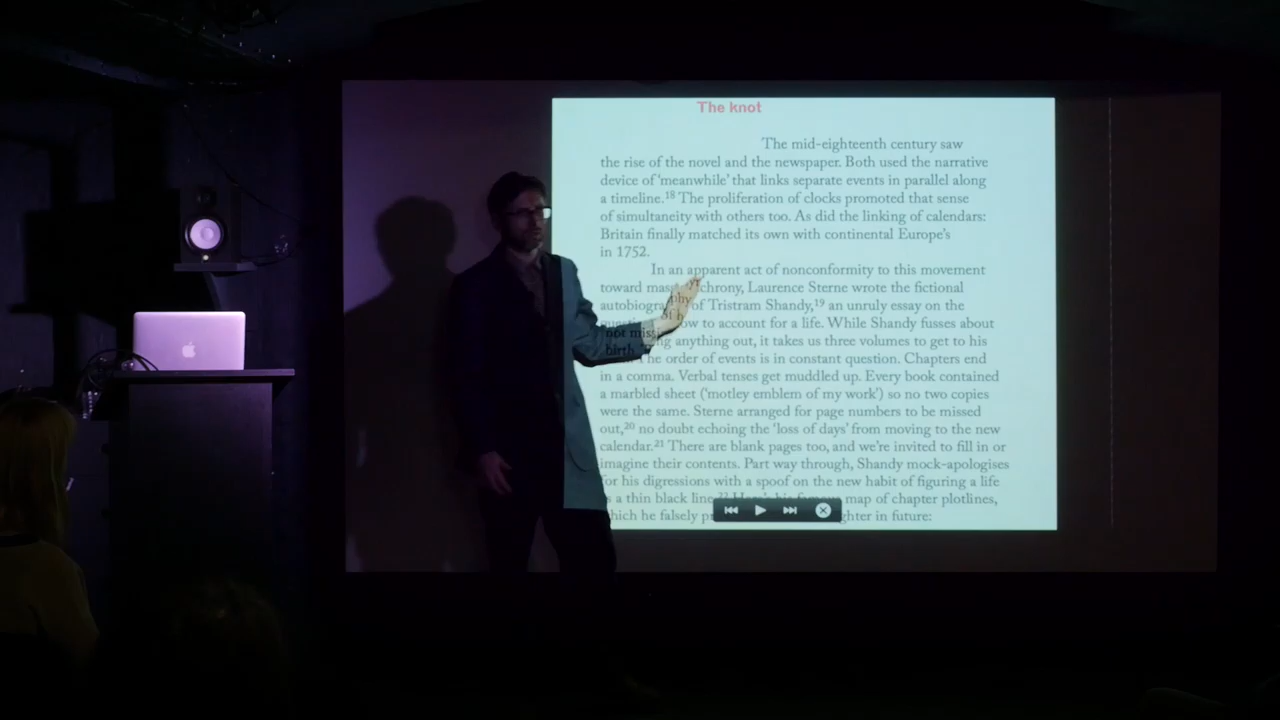 The knot
The mid-eighteenth century saw
the rise of the novel and the newspaper. Both used the narrative
device of ‘meanwhile’ that links separate events in parallel along
a timeline.18 The proliferation of clocks promoted that sense
of simultaneity with others too. As did the linking of calendars:
Britain finally matched its own with continental Europe’s
in 1752.
In an apparent act of nonconformity to this movement
toward mass synchrony, Laurence Sterne wrote the fictional
autobiography of Tristram Shandy,19 an unruly essay on the
question of how to account for a life. While Shandy fusses about
not missing anything out, it takes us three volumes to get to his
birth. The order of events is in constant question. Chapters end
in a comma. Verbal tenses get muddled up. Every book contained
a marbled sheet (‘motley emblem of my work’) so no two copies
were the same. Sterne arranged for page numbers to be missed
out,20 no doubt echoing the ‘loss of days’ from moving to the new
calendar.21 There are blank pages too, and we’re invited to fill in or
imagine their contents. Part way through, Shandy mock-apologises
for his digressions with a spoof on the new habit of figuring a life
as a thin black line.22 Here’s his famous map of chapter plotlines,
which he falsely in future: